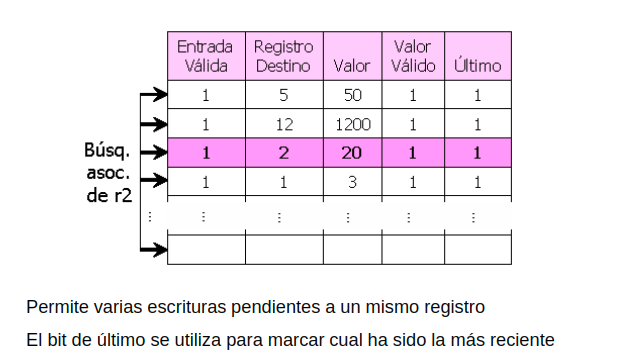 Entrada Válida Registro Destino Valor Valor Válido Último
1 5 50 1 1
1 12 1200 1 1
Búsq. asoc. de r2
1 2 20 1 1
1 1 3 1 1
⋮ ⋮ ⋮ ⋮ ⋮ ⋮
Permite varias escrituras pendientes a un mismo registro
El bit de último se utiliza para marcar cual ha sido la más reciente